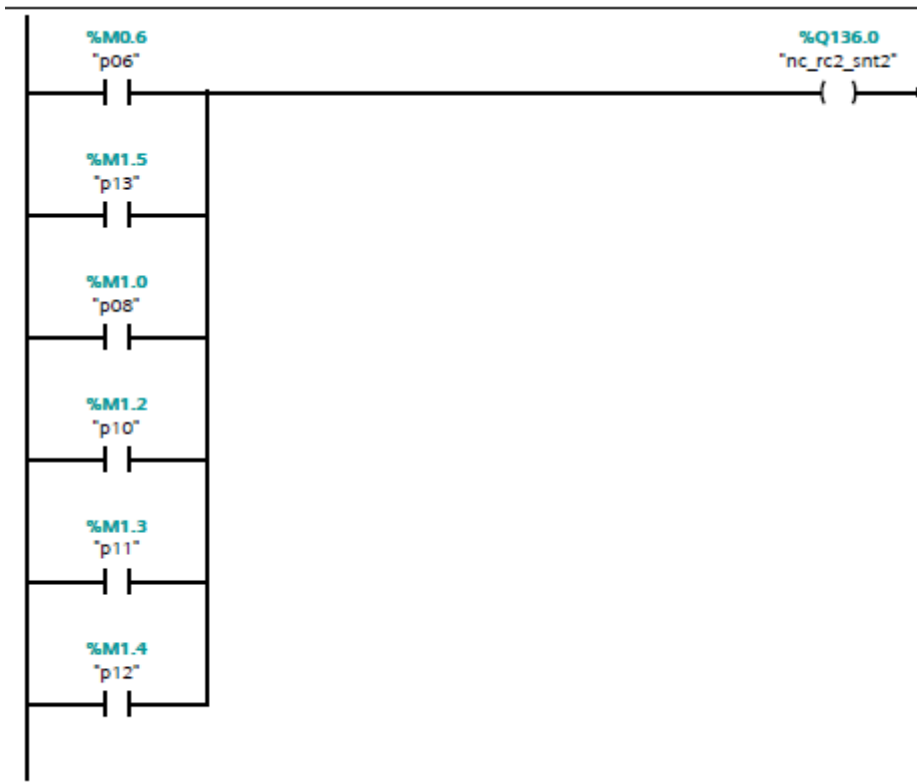 %M0.6
"p06"
%Q136.0
"nc_rc2_snt2"
%M1.5
"p13"
%M1.0
"p08"
%M1.2
"p10"
%M1.3
"p11"
%M1.4
"p12"